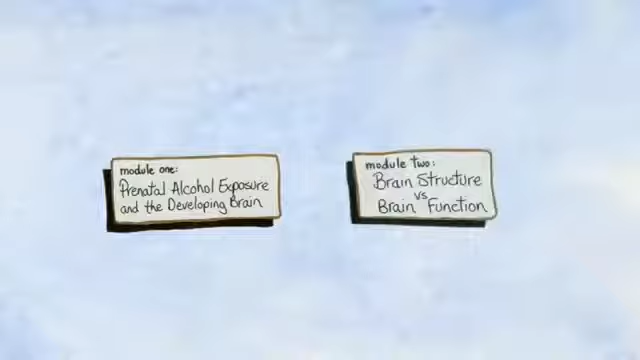 module one:
Prenatal Alcohol Exposure
and the Developing Brain
module two:
Brain Structure
vs
Brain Function